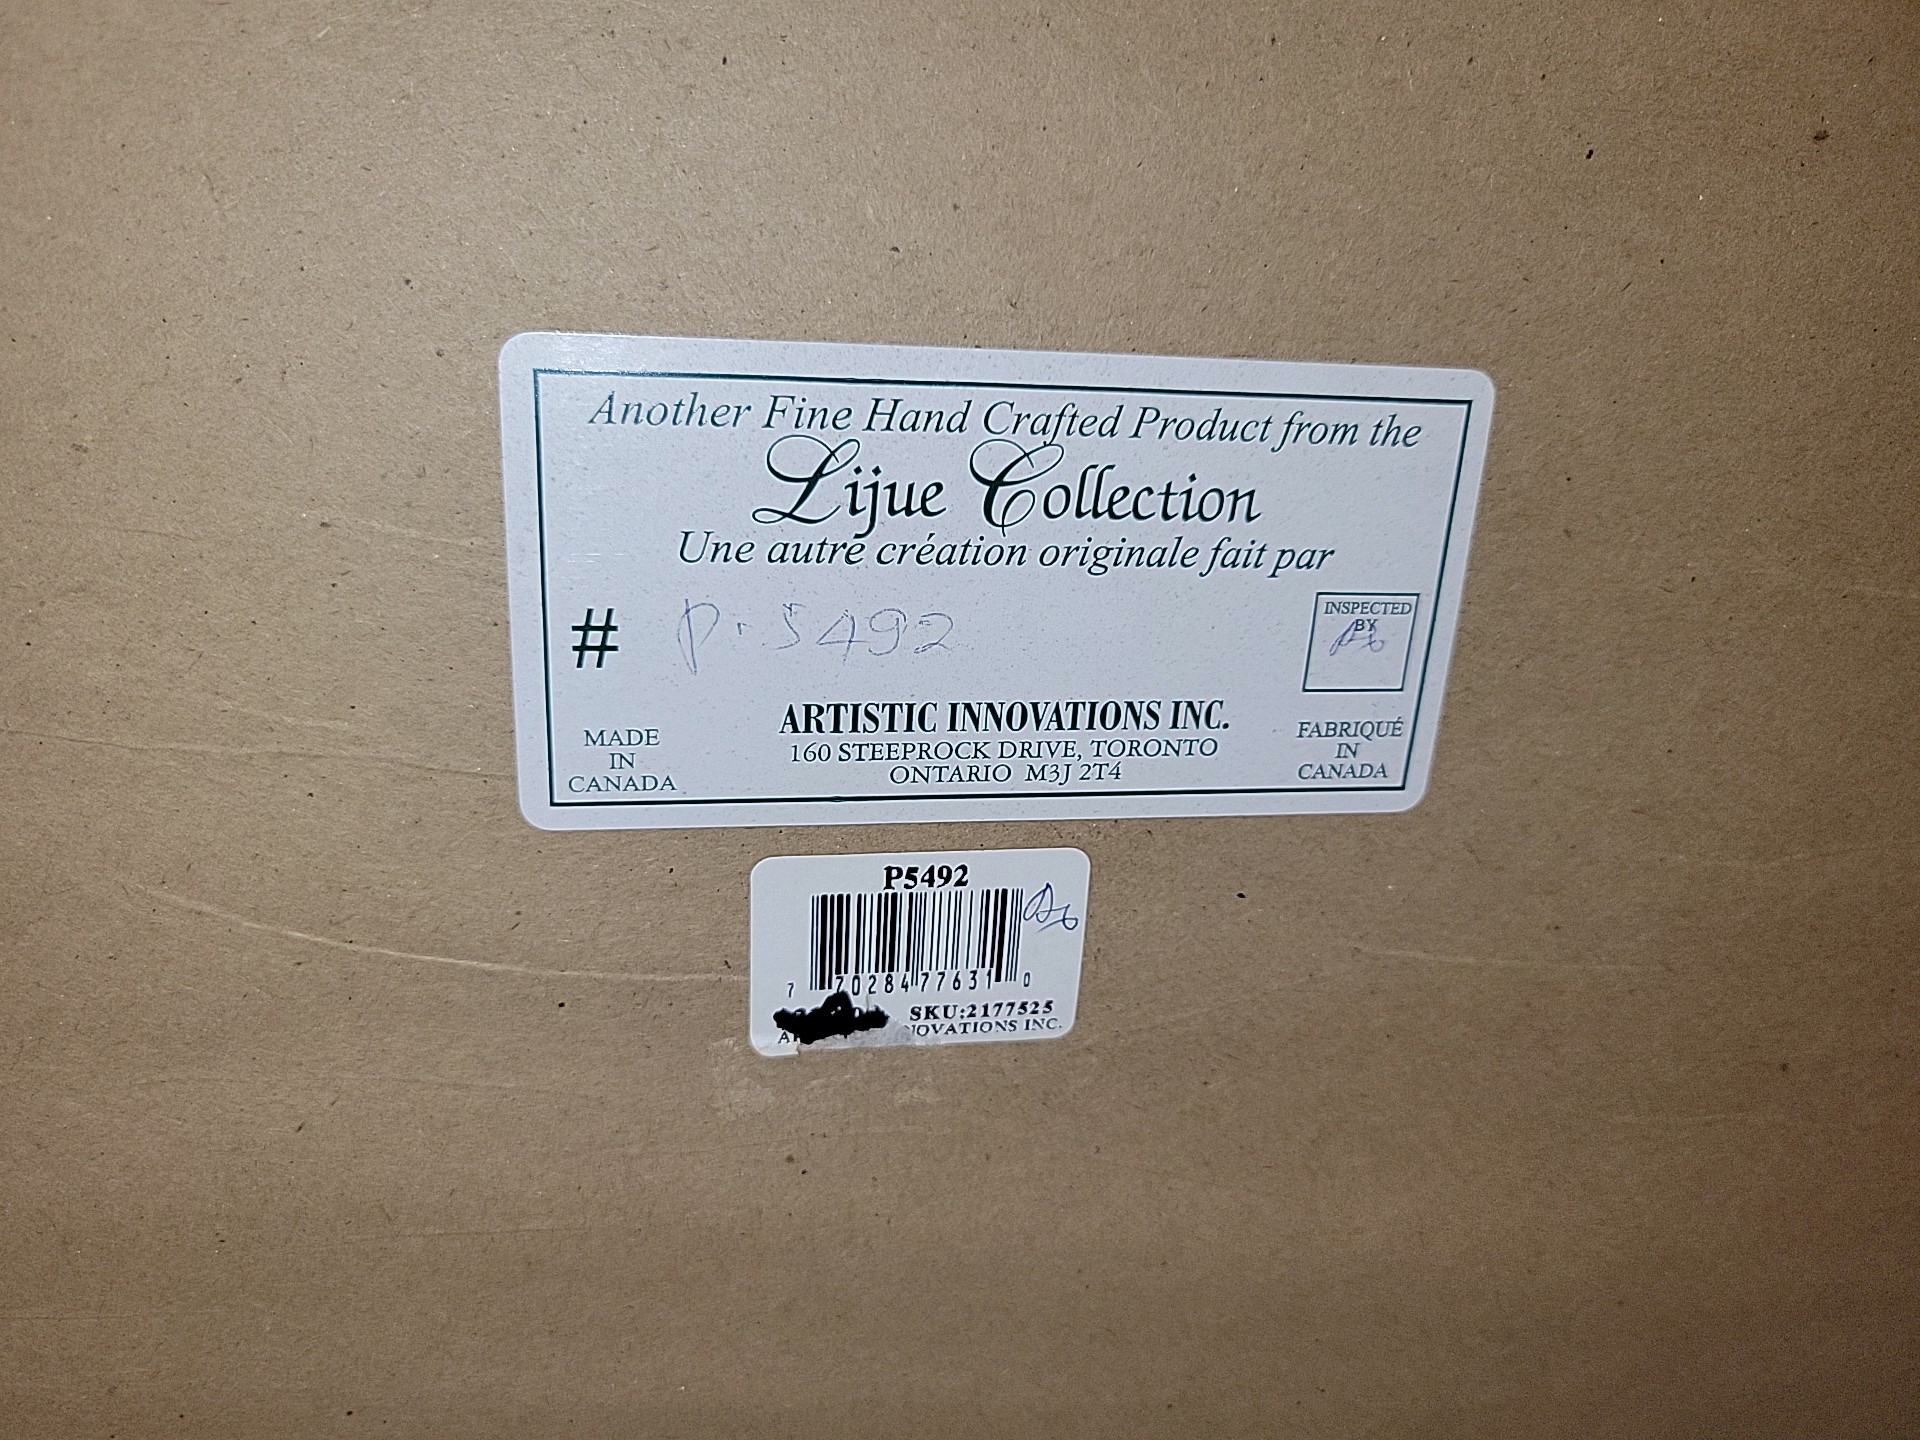 Another Fine Hand Crafted Product from the
Lijue Collection
Une autre création originale fait par
# P.5492
INSPECTED
BY
ARTISTIC INNOVATIONS INC.
160 STEEPROCK DRIVE, TORONTO
ONTARIO M3J 2T4
MADE
IN
CANADA
FABRIQUÉ
IN
CANADA
P5492
7 70284 77631 0
SKU:2177525
INC.